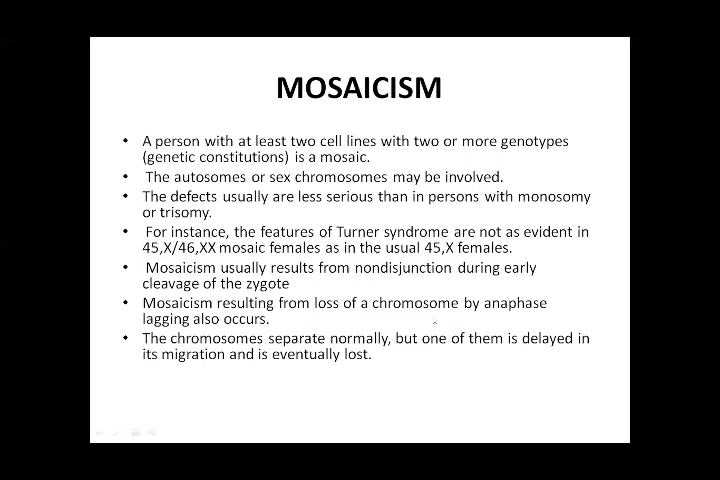 MOSAICISM
• A person with at least two cell lines with two or more genotypes
(genetic constitutions) is a mosaic.
• The autosomes or sex chromosomes may be involved.
• The defects usually are less serious than in persons with monosomy
or trisomy.
• For instance, the features of Turner syndrome are not as evident in
45,X/46,XX mosaic females as in the usual 45,X females.
• Mosaicism usually results from nondisjunction during early
cleavage of the zygote
• Mosaicism resulting from loss of a chromosome by anaphase
lagging also occurs.
• The chromosomes separate normally, but one of them is delayed in
its migration and is eventually lost.